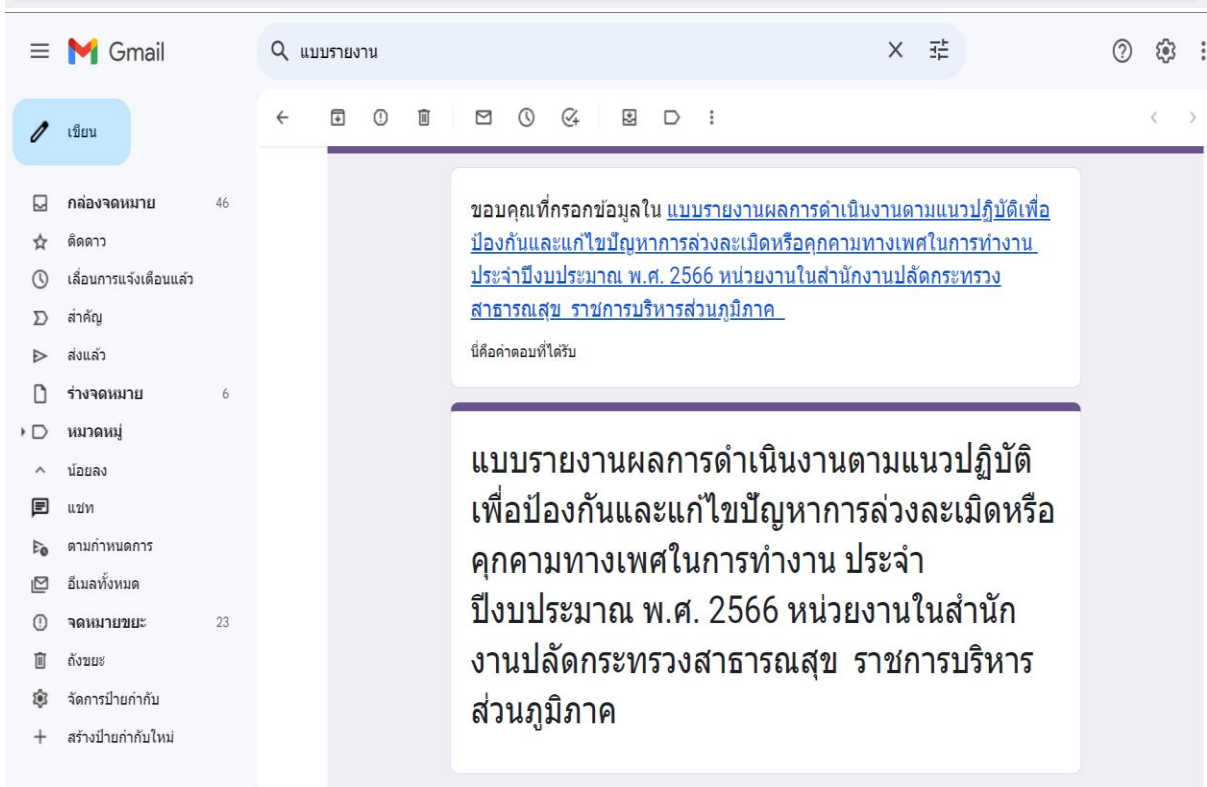 Gmail
แบบรายงาน
เขียน
กล่องจดหมาย 46
ติดดาว
เลื่อนการแจ้งเตือนแล้ว
สำคัญ
ส่งแล้ว
ร่างจดหมาย 6
หมวดหมู่
น้อยลง
แชท
ตามกำหนดการ
อีเมลทั้งหมด
จดหมายขยะ 23
ถังขยะ
จัดการป้ายกำกับ
สร้างป้ายกำกับใหม่
ขอบคุณที่กรอกข้อมูลใน แบบรายงานผลการดำเนินงานตามแนวปฏิบัติเพื่อ
ป้องกันและแก้ไขปัญหาการล่วงละเมิดหรือคุกคามทางเพศในการทำงาน
ประจำปีงบประมาณ พ.ศ. 2566 หน่วยงานในสำนักงานปลัดกระทรวง
สาธารณสุข ราชการบริหารส่วนภูมิภาค
นี่คือคำตอบที่ได้รับ
แบบรายงานผลการดำเนินงานตามแนวปฏิบัติ
เพื่อป้องกันและแก้ไขปัญหาการล่วงละเมิดหรือ
คุกคามทางเพศในการทำงาน ประจำ
ปีงบประมาณ พ.ศ. 2566 หน่วยงานในสำนัก
งานปลัดกระทรวงสาธารณสุข ราชการบริหาร
ส่วนภูมิภาค